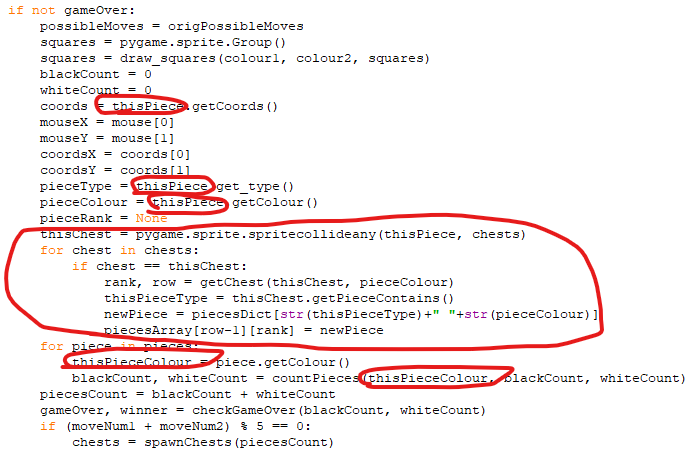 if not gameOver:
possibleMoves = origPossibleMoves
squares = pygame.sprite.Group()
squares = draw_squares(colour1, colour2, squares)
blackCount = 0
whiteCount = 0
coords = thisPiece.getCoords()
mouseX = mouse[0]
mouseY = mouse[1]
coordsX = coords[0]
coordsY = coords[1]
pieceType = thisPiece.get_type()
pieceColour = thisPiece.getColour()
pieceRank = None
thisChest = pygame.sprite.spritecollideany(thisPiece, chests)
for chest in chests:
if chest == thisChest:
rank, row = getChest(thisChest, pieceColour)
thisPieceType = thisChest.getPieceContains()
newPiece = piecesDict[str(thisPieceType)+" "+str(pieceColour)]
piecesArray[row-1][rank] = newPiece
for piece in pieces:
thisPieceColour = piece.getColour()
blackCount, whiteCount = countPieces(thisPieceColour, blackCount, whiteCount)
piecesCount = blackCount + whiteCount
gameOver, winner = checkGameOver(blackCount, whiteCount)
if (moveNum1 + moveNum2) % 5 == 0:
chests = spawnChests(piecesCount)